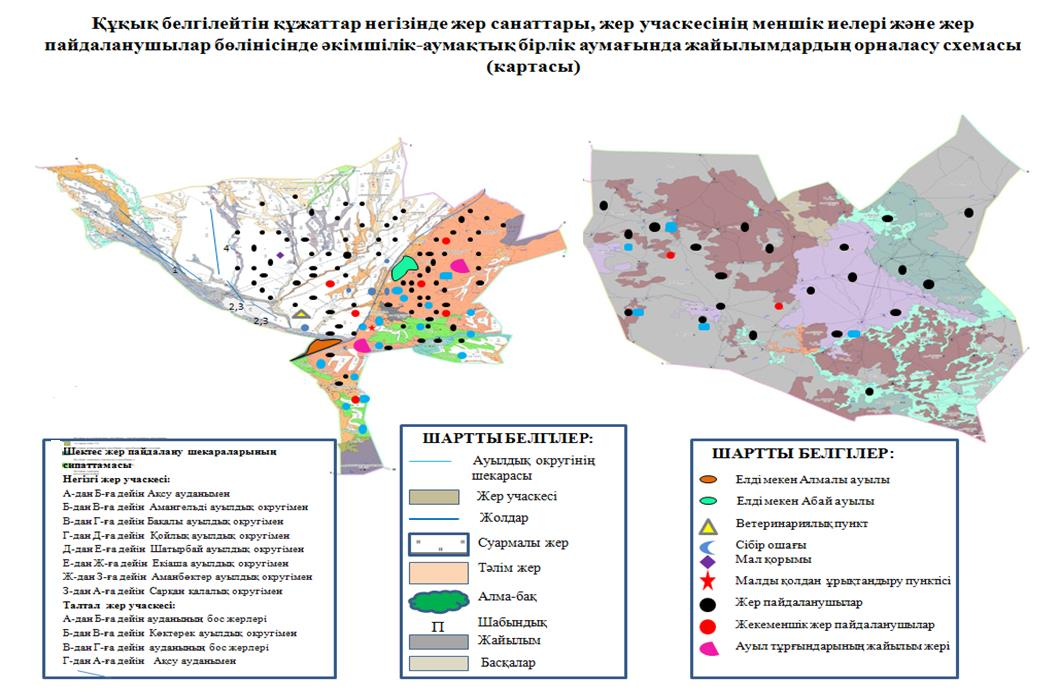 Құқық белгілейтін құжаттар негізінде жер санаттары, жер учаскесінің меншік иелері және жер
пайдаланушылар бөлінісінде әкімшілік-аумақтық бірлік аумағында жайылымдардың орналасу схемасы
(картасы)
4
1
2,3
2,3
Шектес жер пайдалану шекараларының
сипаттамасы
Негізгі жер учаскесі:
А-дан Б-ға дейін Ақсу ауданымен
Б-дан В-ға дейін Амангелді ауылдық округімен
В-дан Г-ға дейін Бақалы ауылдық округімен
Г-дан Д-ға дейін Қойлық ауылдық округімен
Д-дан Е-ға дейін Шатырбай ауылдық округімен
Е-дан Ж-ға дейін Екіаша ауылдық округімен
Ж-дан З-ға дейін Аманбөктер ауылдық округімен
З-дан А-ға дейін Сарқан қалалық округімен
Талтал жер учаскесі:
А-дан Б-ға дейін ауданының бос жерлері
Б-дан В-ға дейін Көктерек ауылдық округімен
В-дан Г-ға дейін ауданының бос жерлері
Г-дан А-ға дейін Ақсу ауданымен
ШАРТТЫ БЕЛГІЛЕР:
Ауылдық округінің
шекарасы
Жер учаскесі
Жолдар
Суармалы жер
Тәлім жер
Алма-бақ
П Шабындық
Жайылым
Басқалар
ШАРТТЫ БЕЛГІЛЕР:
Елді мекен Алмалы ауылы
Елді мекен Абай ауылы
Ветеринариялық пункт
Сібір ошағы
Мал қорымы
Малды қолдан ұрықтандыру пунктісі
Жер пайдаланушылар
Жекеменшік жер пайдаланушылар
Ауыл тұрғындарының жайылым жері